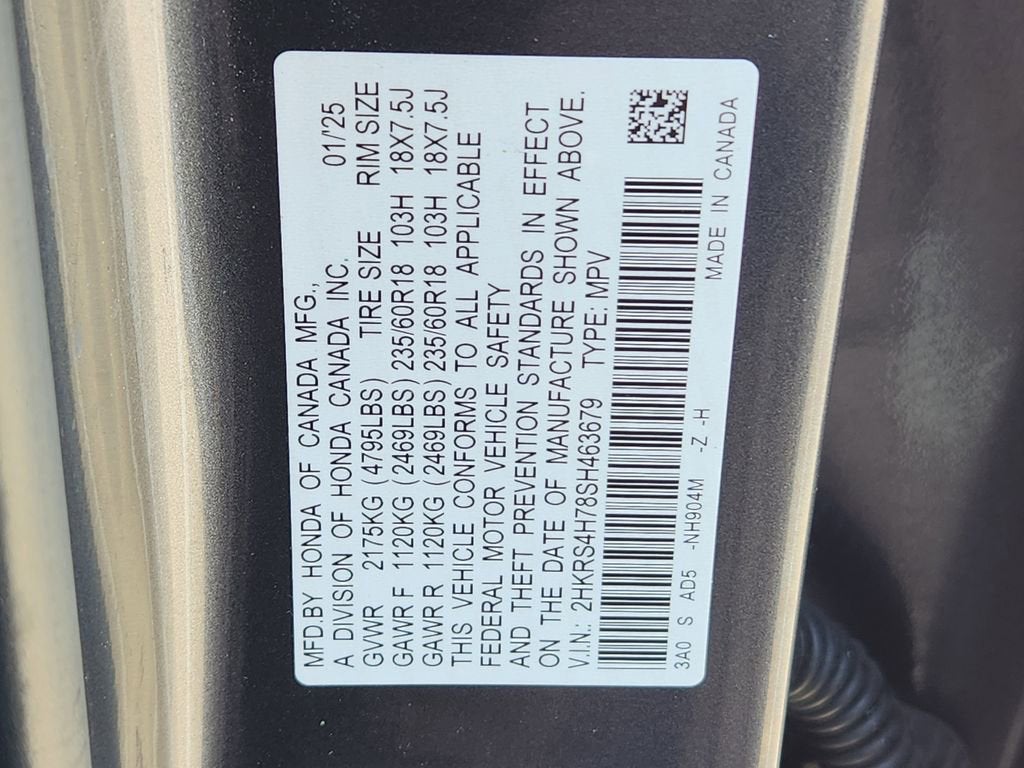 MFD.BY HONDA OF CANADA MFG.,
A DIVISION OF HONDA CANADA INC. 01/'25
GVWR 2175KG (4795LBS) TIRE SIZE RIM SIZE
GAWR F 1120KG (2469LBS) 235/60R18 103H 18X7.5J
GAWR R 1120KG (2469LBS) 235/60R18 103H 18X7.5J
THIS VEHICLE CONFORMS TO ALL APPLICABLE
FEDERAL MOTOR VEHICLE SAFETY
AND THEFT PREVENTION STANDARDS IN EFFECT
ON THE DATE OF MANUFACTURE SHOWN ABOVE.
V.I.N.: 2HKRS4H78SH463679 TYPE: MPV
3A0 S AD5 -NH904M -Z -H MADE IN CANADA